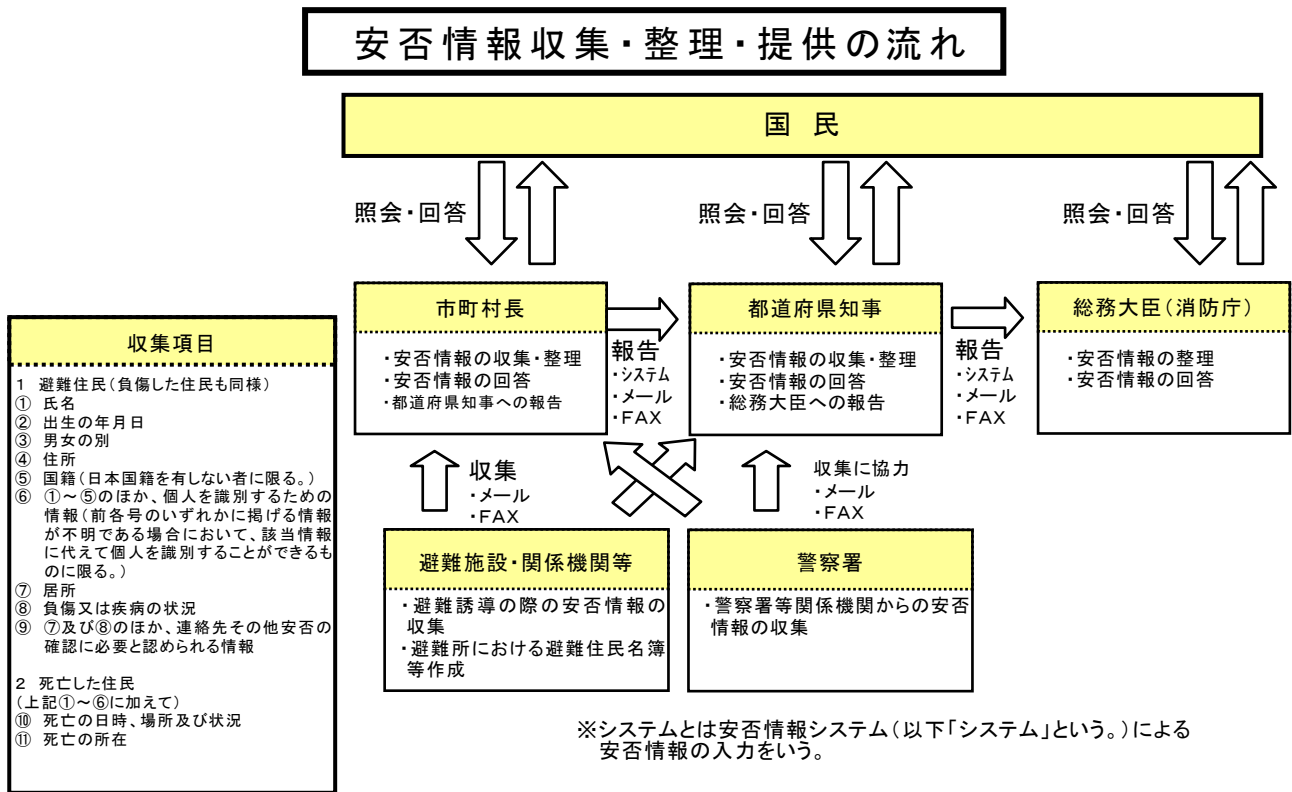 安否情報収集・整理・提供の流れ
国 民
照会・回答
照会・回答
照会・回答
市町村長
・安否情報の収集・整理
・安否情報の回答
・都道府県知事への報告
報告
・システム
・メール
・FAX
都道府県知事
・安否情報の収集・整理
・安否情報の回答
・総務大臣への報告
報告
・システム
・メール
・FAX
総務大臣(消防庁)
・安否情報の整理
・安否情報の回答
収集項目
1 避難住民(負傷した住民も同様)
① 氏名
② 出生の年月日
③ 男女の別
④ 住所
⑤ 国籍(日本国籍を有しない者に限る。)
⑥ ①～⑤のほか、個人を識別するための
情報(前各号のいずれかに掲げる情報
が不明である場合において、該当情報
に代えて個人を識別することができるも
のに限る。)
⑦ 居所
⑧ 負傷又は疾病の状況
⑨ ⑦及び⑧のほか、連絡先その他安否の
確認に必要と認められる情報
2 死亡した住民
(上記①～⑥に加えて)
⑩ 死亡の日時、場所及び状況
⑪ 死亡の所在
収集
・メール
・FAX
収集に協力
・メール
・FAX
避難施設・関係機関等
・避難誘導の際の安否情報の
収集
・避難所における避難住民名簿
等作成
警察署
・警察署等関係機関からの安否
情報の収集
※システムとは安否情報システム(以下「システム」という。)による
安否情報の入力をいう。